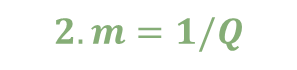 2. m = 1/Q